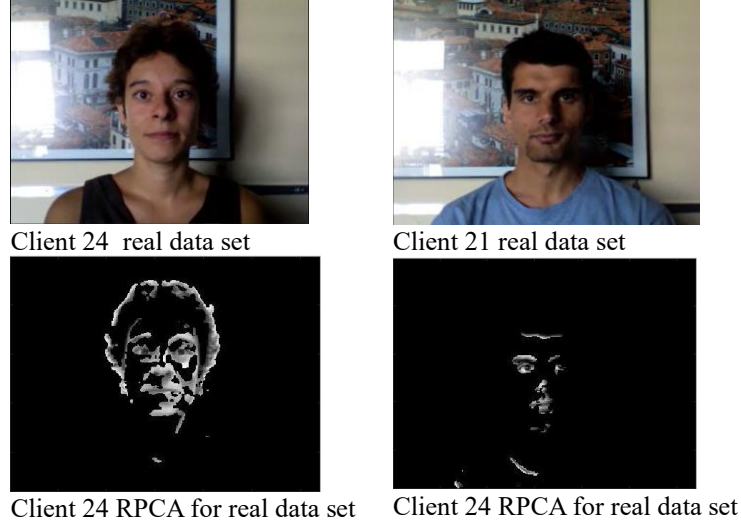 Client 24 real data set
Client 21 real data set
Client 24 RPCA for real data set
Client 24 RPCA for real data set